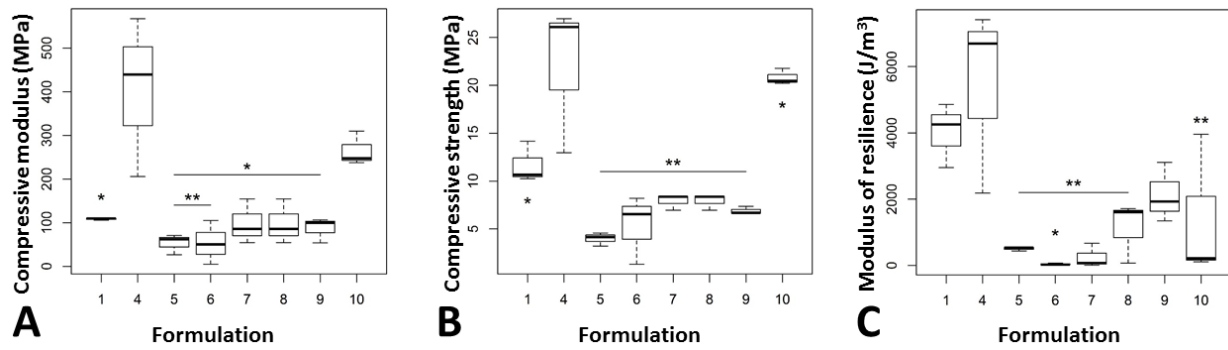 Compressive modulus (MPa)
500
400
300
200
100
0
*
**
*
1 4 5 6 7 8 9 10
A
Formulation
Compressive strength (MPa)
25
20
15
10
5
*
**
*
1 4 5 6 7 8 9 10
B
Formulation
Modulus of resilience (J/m³)
6000
4000
2000
0
**
*
**
1 4 5 6 7 8 9 10
C
Formulation